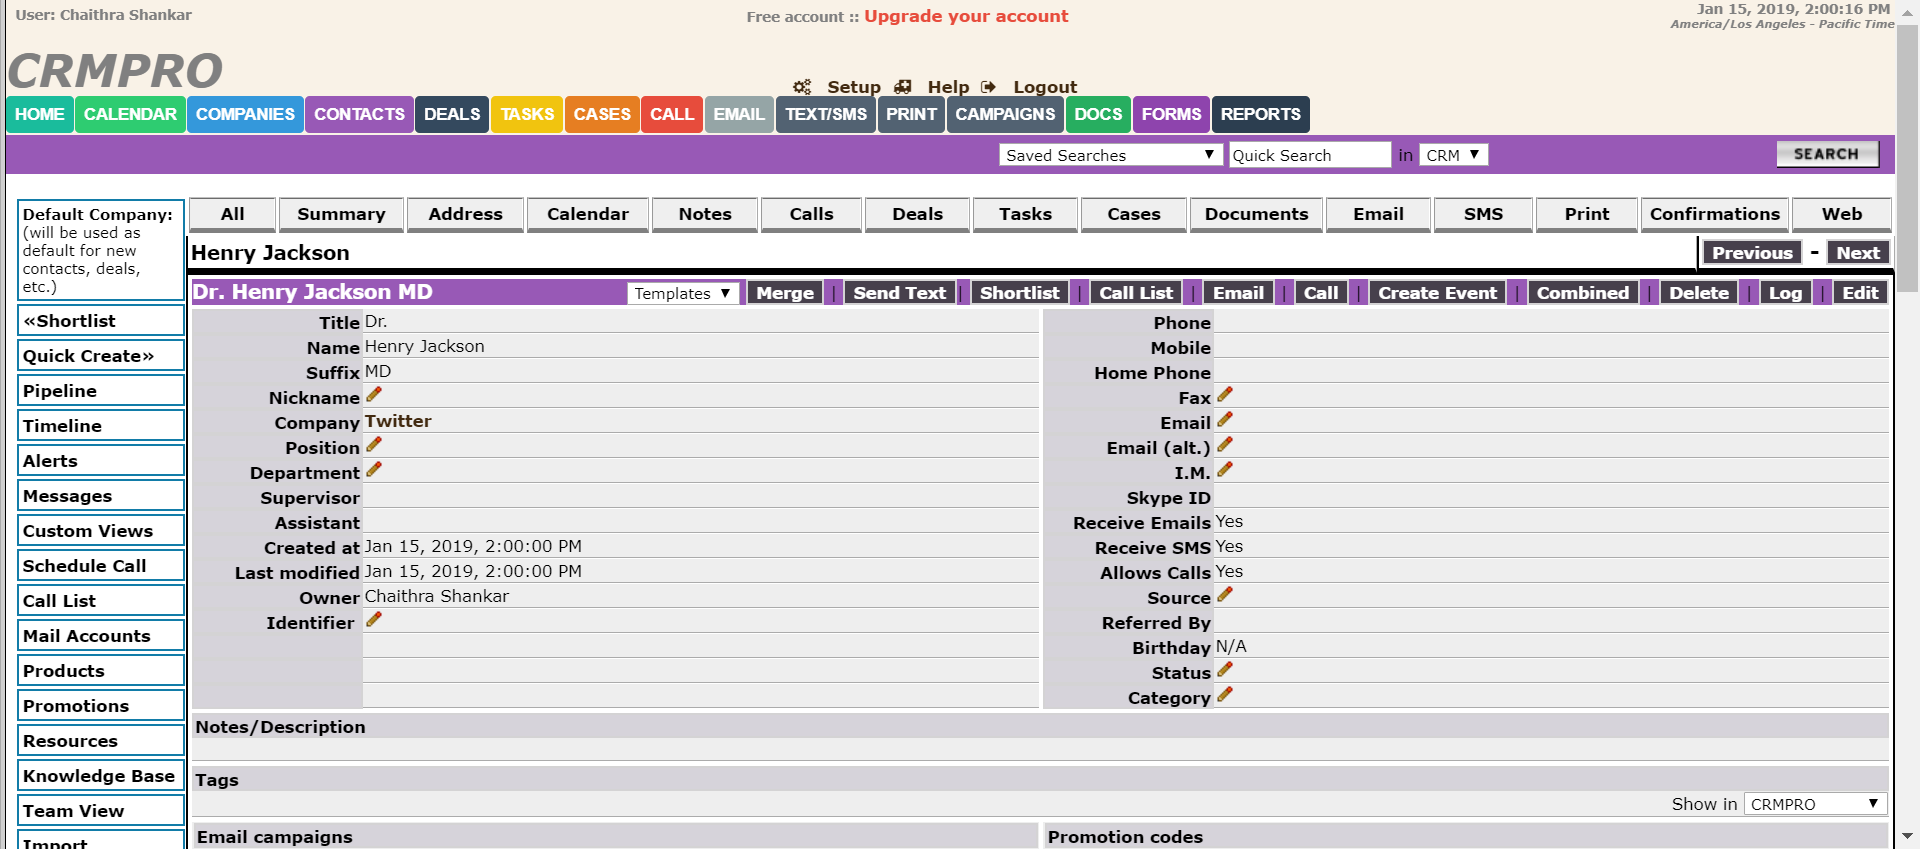 User: Chaithra Shankar
Free account :: Upgrade your account
Jan 15, 2019, 2:00:16 PM
America/Los Angeles - Pacific Time
CRMPRO
Setup Help Logout
HOME CALENDAR COMPANIES CONTACTS DEALS TASKS CASES CALL EMAIL TEXT/SMS PRINT CAMPAIGNS DOCS FORMS REPORTS
Saved Searches Quick Search in CRM SEARCH
Default Company:
(will be used as
default for new
contacts, deals,
etc.)
«Shortlist
Quick Create»
Pipeline
Timeline
Alerts
Messages
Custom Views
Schedule Call
Call List
Mail Accounts
Products
Promotions
Resources
Knowledge Base
Team View
Import
All Summary Address Calendar Notes Calls Deals Tasks Cases Documents Email SMS Print Confirmations Web
Henry Jackson
Previous - Next
Dr. Henry Jackson MD
Templates Merge | Send Text | Shortlist | Call List | Email | Call | Create Event | Combined | Delete | Log | Edit
Title Dr.
Name Henry Jackson
Suffix MD
Nickname
Company Twitter
Position
Department
Supervisor
Assistant
Created at Jan 15, 2019, 2:00:00 PM
Last modified Jan 15, 2019, 2:00:00 PM
Owner Chaithra Shankar
Identifier
Phone
Mobile
Home Phone
Fax
Email
Email (alt.)
I.M.
Skype ID
Receive Emails Yes
Receive SMS Yes
Allows Calls Yes
Source
Referred By
Birthday N/A
Status
Category
Notes/Description
Tags
Show in CRMPRO
Email campaigns
Promotion codes